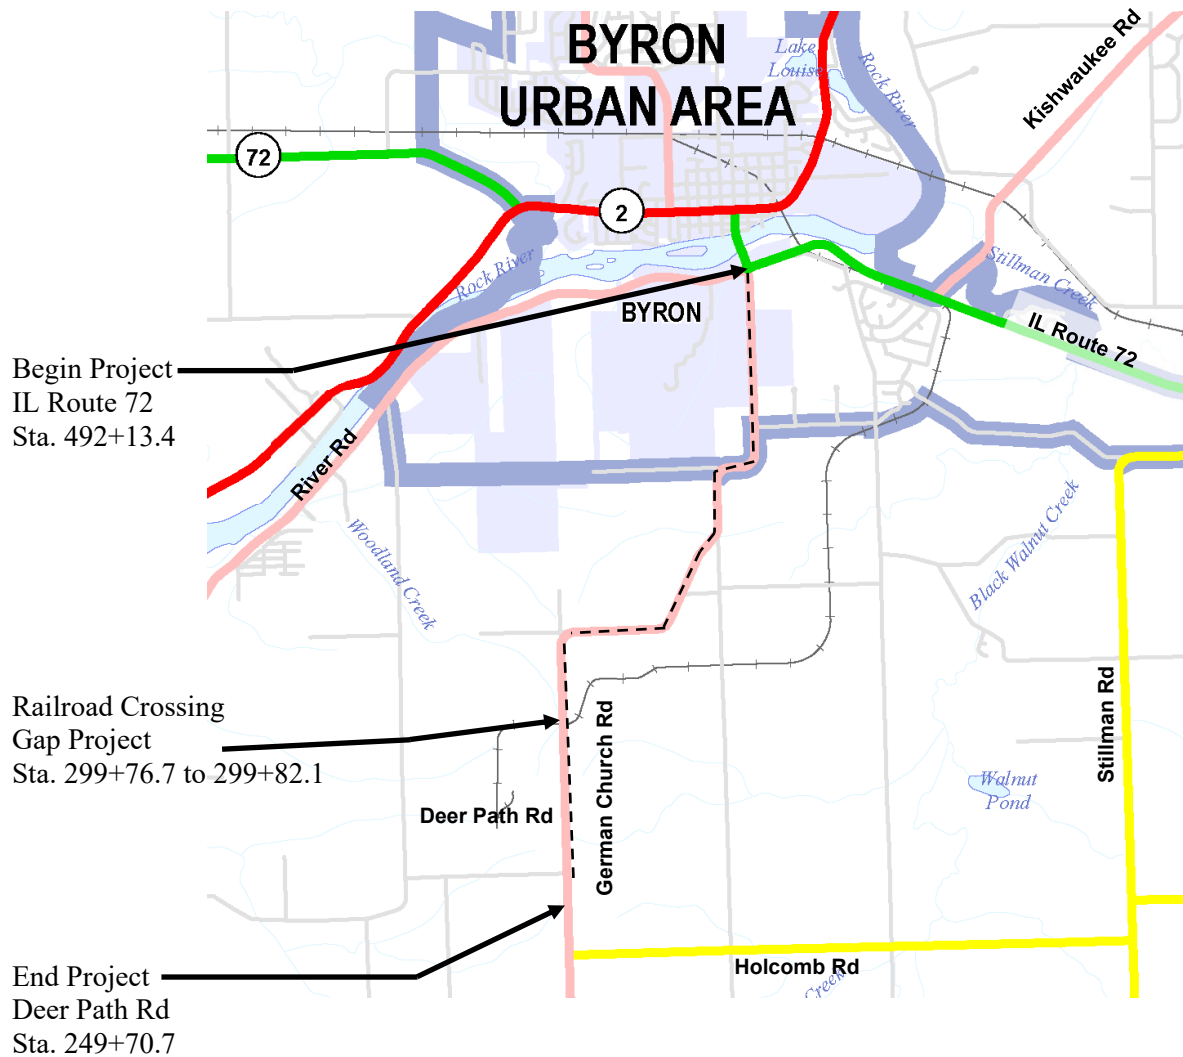 BYRON
URBAN AREA
Lake
Louise
Rock River
Kishwaukee Rd
72
2
Rock River
Stillman Creek
BYRON
IL Route 72
Begin Project
IL Route 72
Sta. 492+13.4
River Rd
Woodland Creek
Black Walnut Creek
Railroad Crossing
Gap Project
Sta. 299+76.7 to 299+82.1
German Church Rd
Stillman Rd
Walnut
Pond
Deer Path Rd
Holcomb Rd
Creek
End Project
Deer Path Rd
Sta. 249+70.7